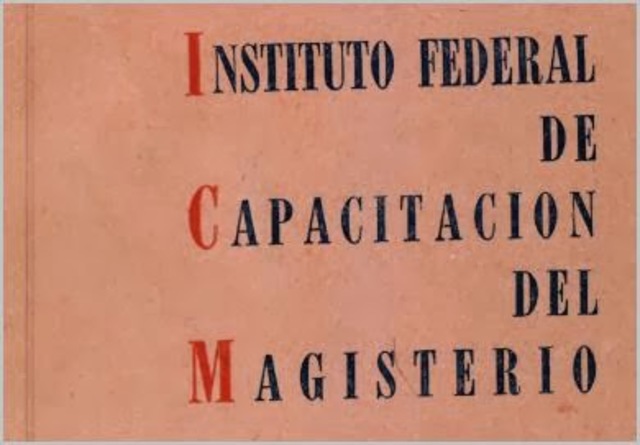 INSTITUTO FEDERAL
DE
CAPACITACION
DEL
MAGISTERIO